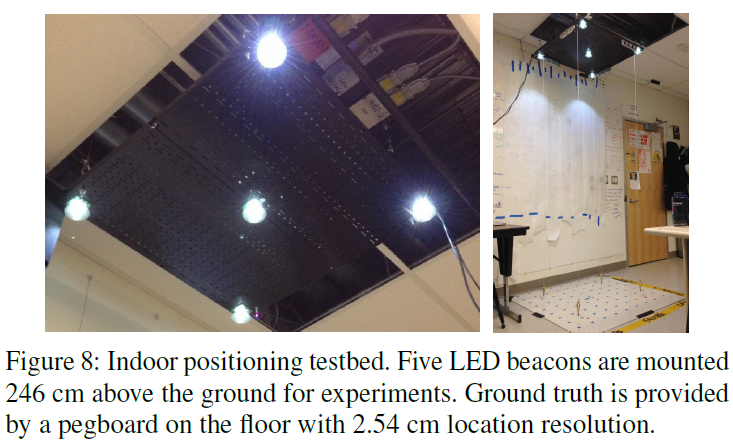 Figure 8: Indoor positioning testbed. Five LED beacons are mounted
246 cm above the ground for experiments. Ground truth is provided
by a pegboard on the floor with 2.54 cm location resolution.